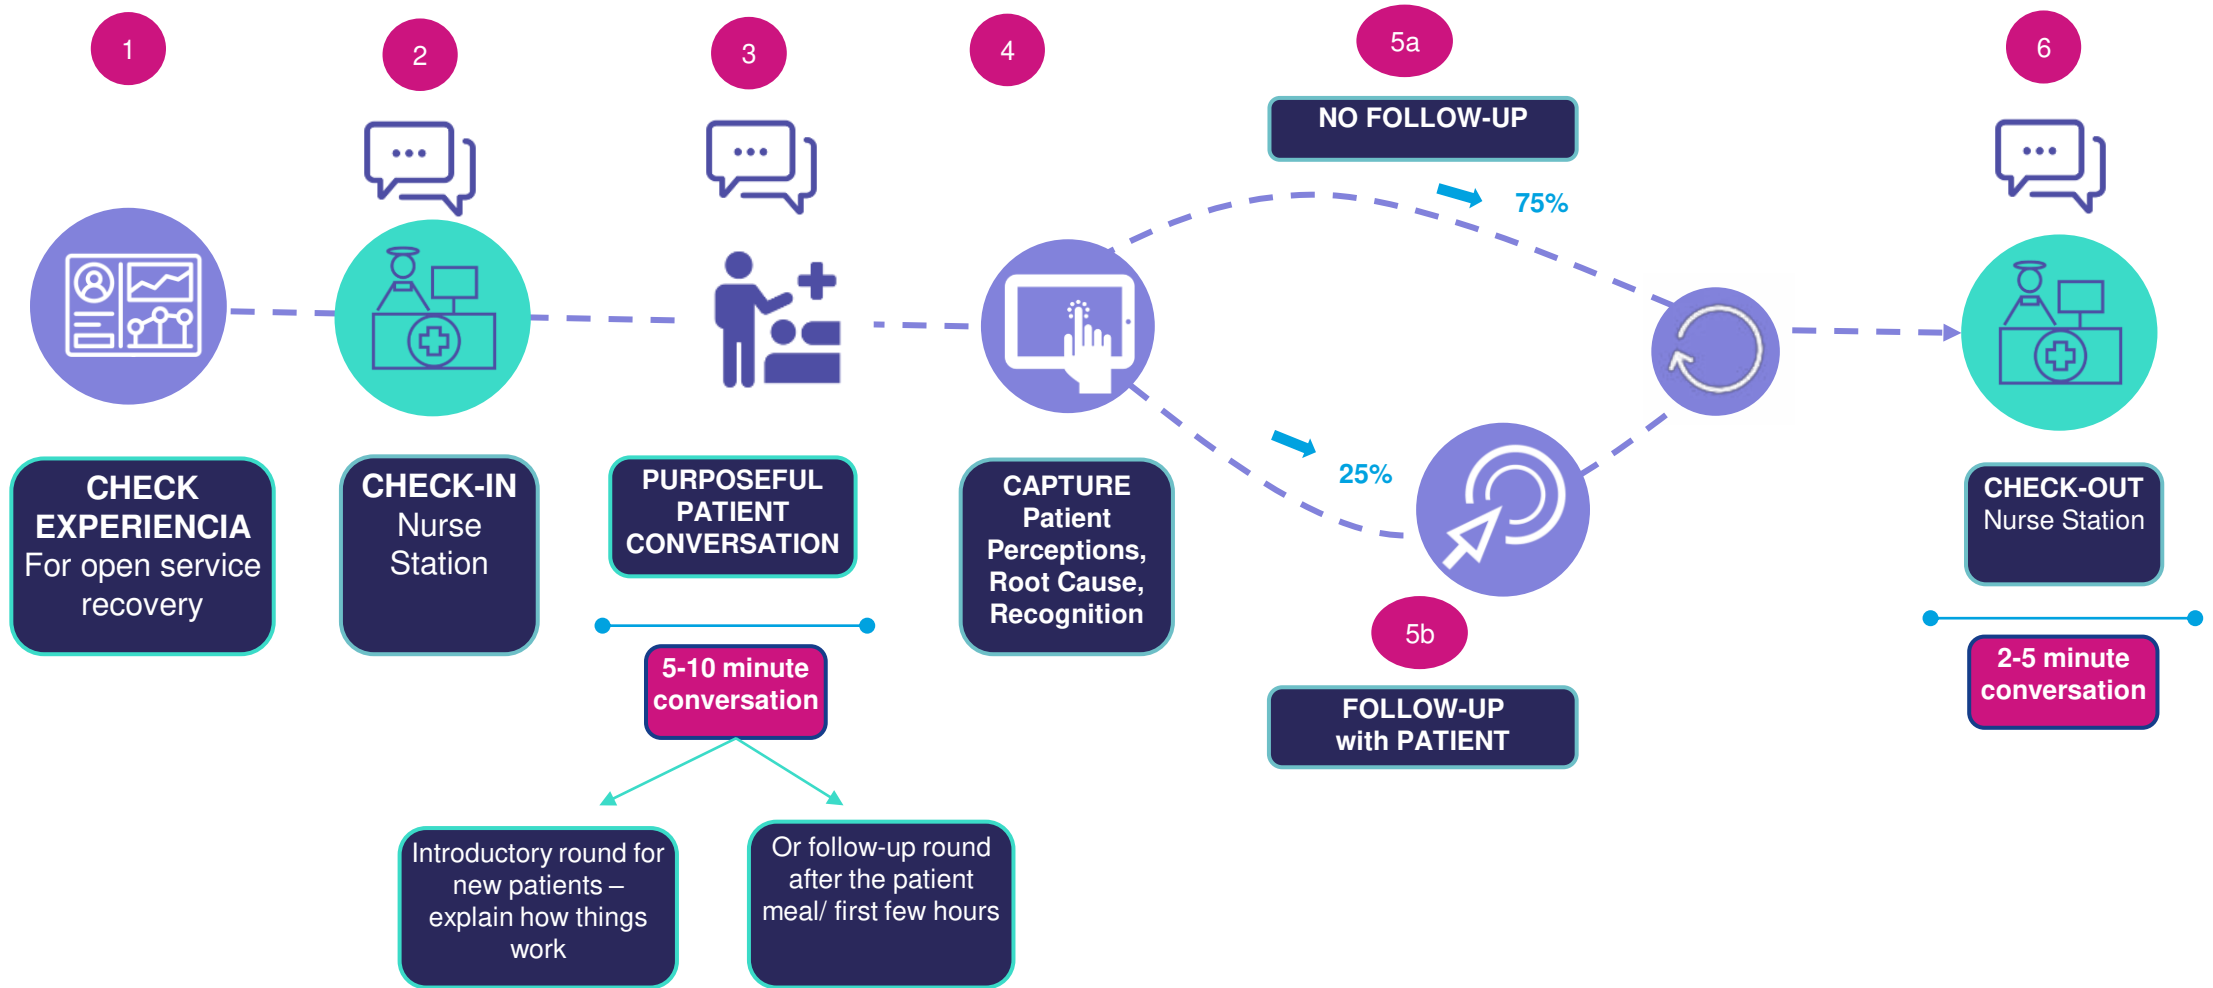 1
2
3
4
5a
6
NO FOLLOW-UP
75%
25%
CHECK
EXPERIENCIA
For open service
recovery
CHECK-IN
Nurse
Station
PURPOSEFUL
PATIENT
CONVERSATION
5-10 minute
conversation
Introductory round for
new patients –
explain how things
work
Or follow-up round
after the patient
meal/ first few hours
CAPTURE
Patient
Perceptions,
Root Cause,
Recognition
5b
FOLLOW-UP
with PATIENT
CHECK-OUT
Nurse Station
2-5 minute
conversation